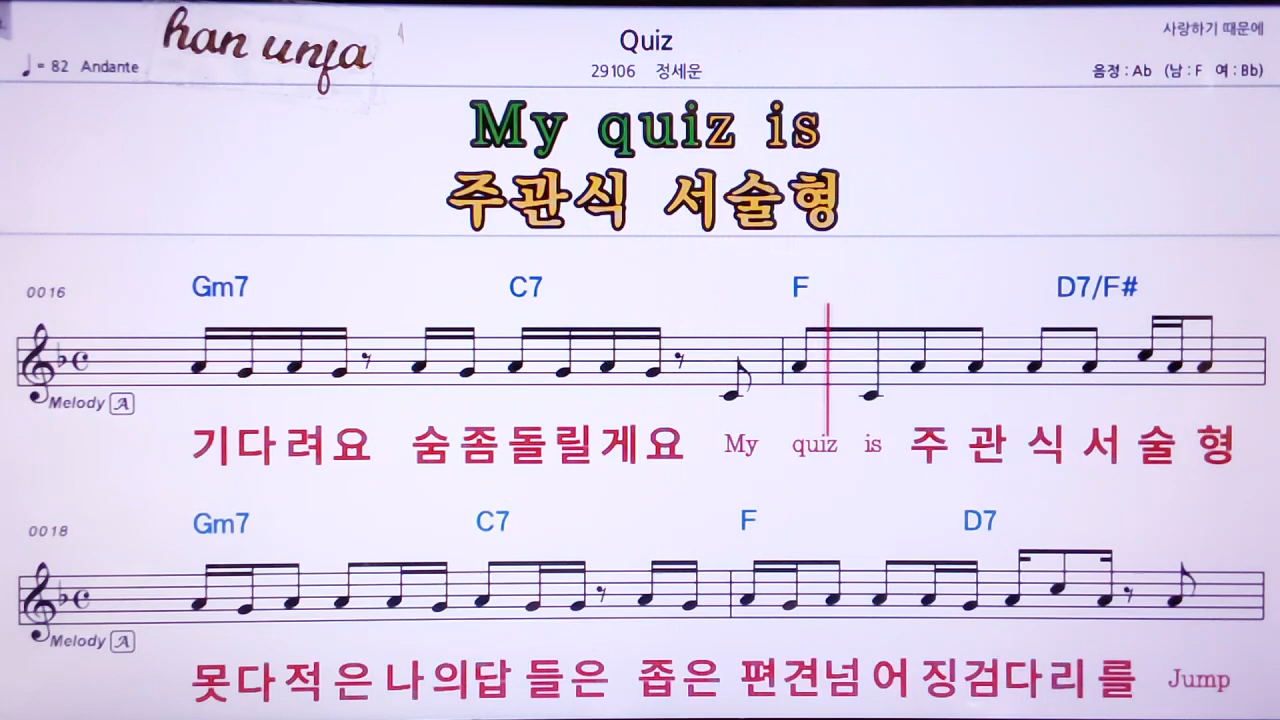 han unfa
사랑하기 때문에
Quiz
♩= 82 Andante
29106 정세운
음정 : Ab (남 : F 여 : Bb)
My quiz is
주관식 서술형
0016
Gm7 C7 F D7/F#
Melody A
기다려요 숨좀돌릴게요 My quiz is 주관식서술형
0018
Gm7 C7 F D7
Melody A
못다적은나의답들은 좁은편견넘어징검다리를 Jump